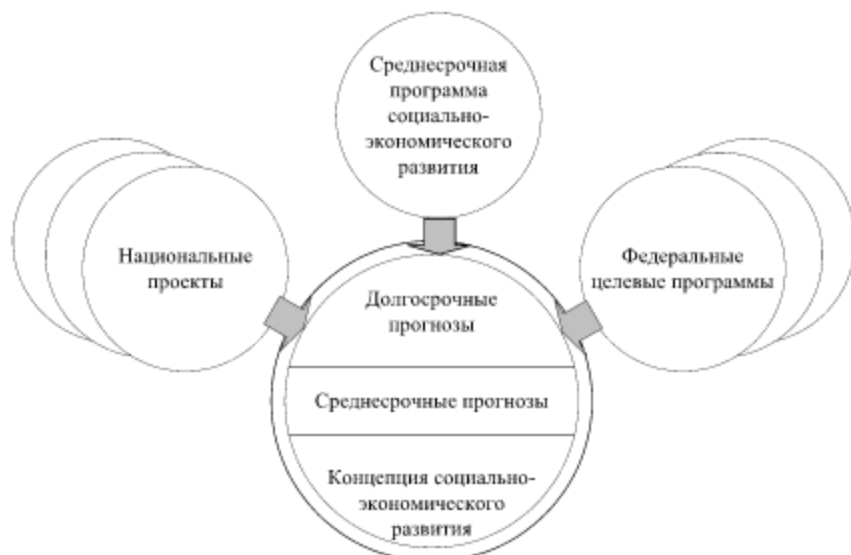 Среднесрочная
программа
социально-
экономического
развития
Национальные
проекты
Федеральные
целевые программы
Долгосрочные
прогнозы
Среднесрочные прогнозы
Концепция социально-
экономического
развития